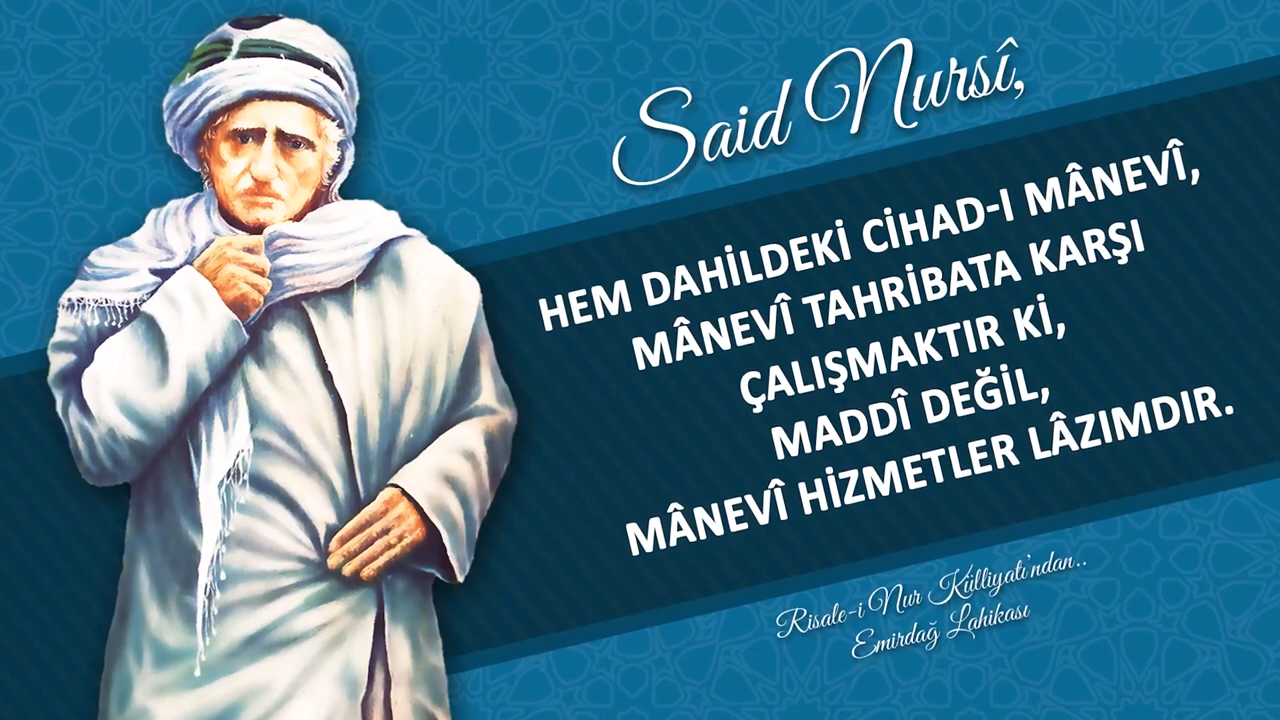 Said Nursî,
HEM DAHİLDEKİ CİHAD-I MÂNEVÎ,
MÂNEVÎ TAHRİBATA KARŞI
ÇALIŞMAKTIR Kİ,
MADDÎ DEĞİL,
MÂNEVÎ HİZMETLER LÂZIMDIR.
Risale-i Nur Külliyatı'ndan..
Emirdağ Lahikası